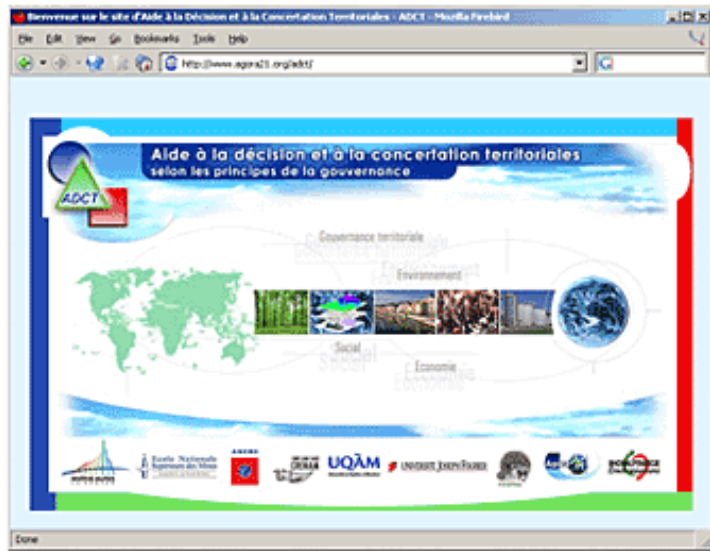 Bienvenue sur le site d'Aide à la Décision et à la Concertation Territoriales - ADCT - Mozilla Firebird
File Edit View Go Bookmarks Tools Help
http://www.agora21.org/adct/
Aide à la décision et à la concertation territoriales
selon les principes de la gouvernance
ADCT
Gouvernance territoriale
Environnement
Social
Economie
Ecole Nationale
Supérieure des Mines
UQÀM
UNIVERSITE JOSEPH FOURIER
Done